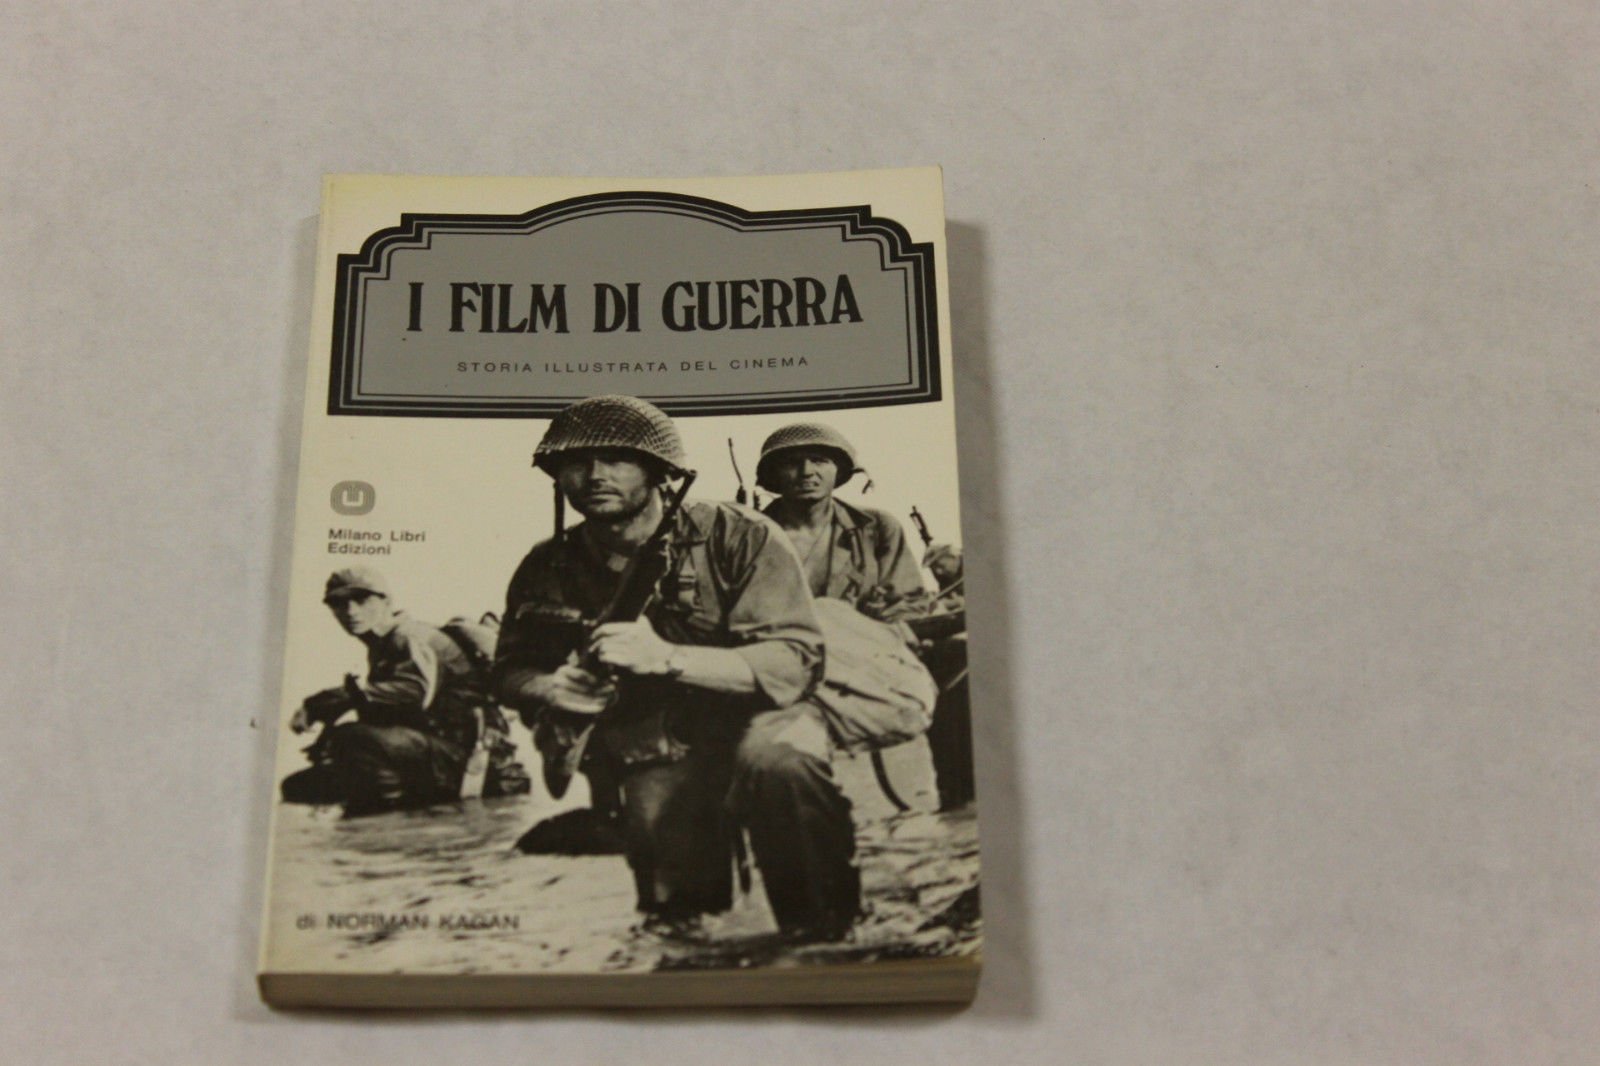 I FILM DI GUERRA
STORIA ILLUSTRATA DEL CINEMA
Milano Libri
Edizioni
di NORMAN KAGAN